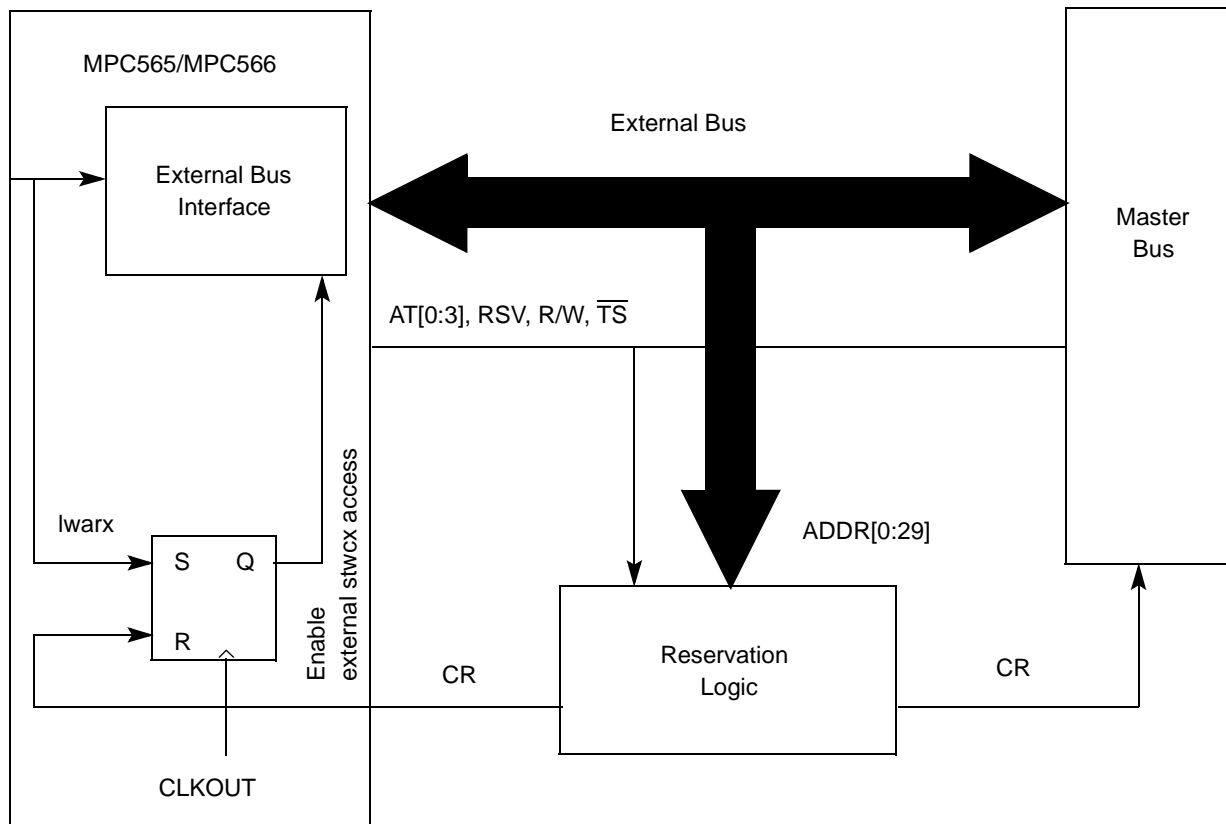 MPC565/MPC566
External Bus
External Bus
Interface
Master
Bus
AT[0:3], RSV, R/W, T̅S̅
lwarx
S
Q
R
Enable
external stwcx access
ADDR[0:29]
Reservation
Logic
CR
CR
CLKOUT